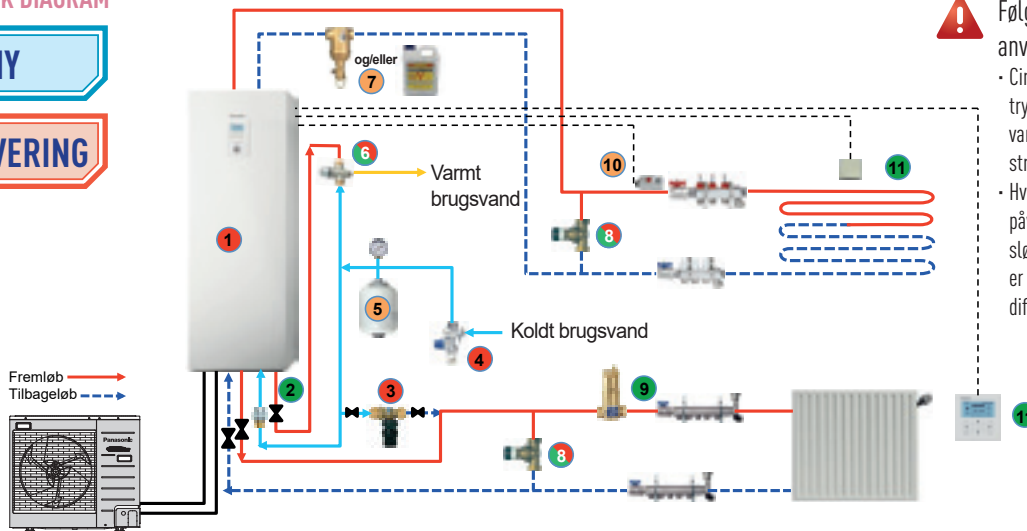 R DIAGRAM
NY
VERING
og/eller
7
6
Varmt
brugsvand
1
10
11
8
5
Koldt brugsvand
4
2
3
9
8
11
Fremløb
Tilbageløb
Panasonic
Følg
anv
• Cir
try
var
str
• Hv
på
slø
er
dif